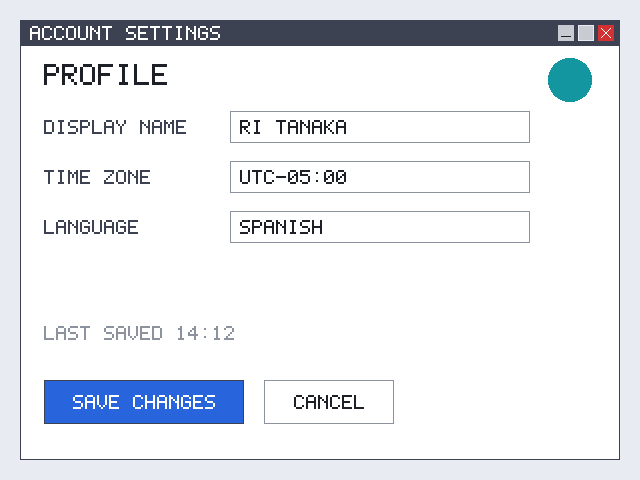 ACCOUNT SETTINGS
PROFILE
DISPLAY NAME RI TANAKA
TIME ZONE UTC-05:00
LANGUAGE SPANISH
LAST SAVED 14:12
SAVE CHANGES CANCEL